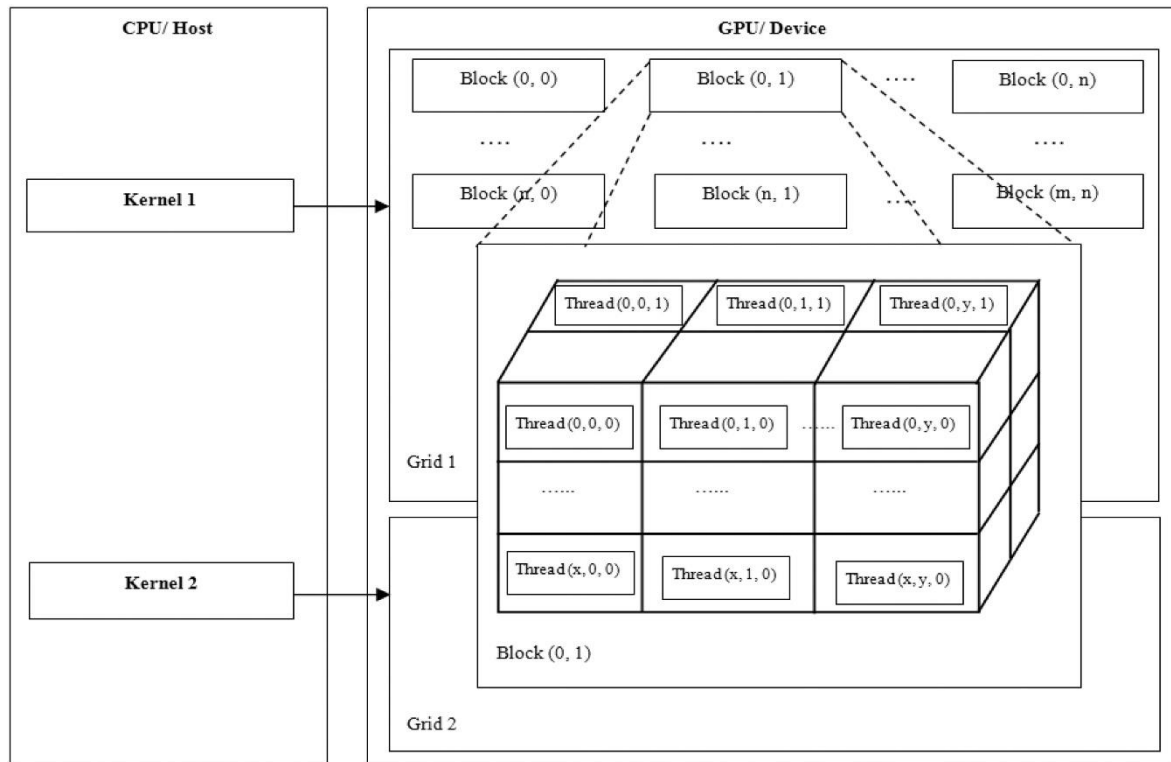 CPU/ Host
GPU/ Device
Block (0, 0)
Block (0, 1)
....
Block (0, n)
....
....
....
Kernel 1
Block (n, 0)
Block (n, 1)
....
Block (m, n)
Thread (0, 0, 1)
Thread (0, 1, 1)
Thread (0, y, 1)
Thread (0, 0, 0)
Thread (0, 1, 0)
......
Thread (0, y, 0)
Grid 1
......
......
......
Kernel 2
Thread (x, 0, 0)
Thread (x, 1, 0)
Thread (x, y, 0)
Block (0, 1)
Grid 2